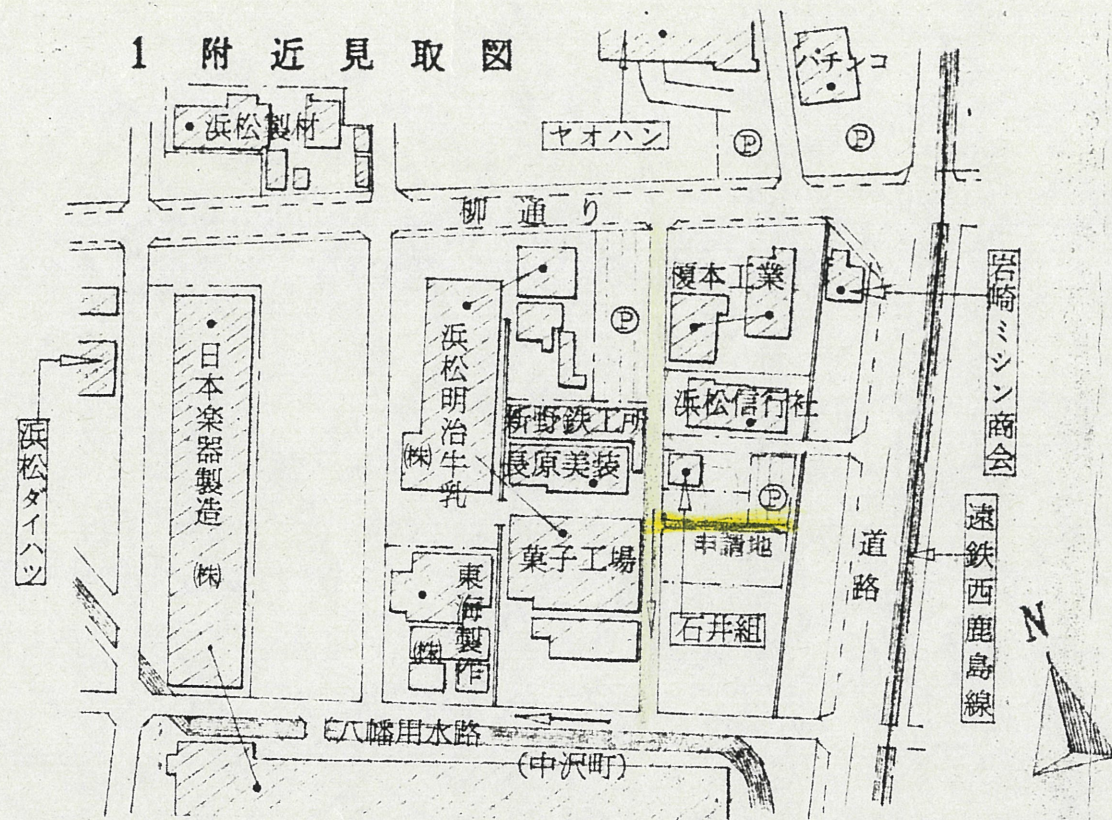 1 附近見取図
パチンコ
浜松製材
ヤオハン
Ⓟ
Ⓟ
柳通り
榎本工業
岩崎ミシン商会
Ⓟ
日本楽器製造㈱
浜松明治牛乳㈱
浜松信行社
新野鉄工所
長原美装
浜松ダイハツ
Ⓟ
菓子工場
申請地
道路
遠鉄西鹿島線
東海製作㈱
石井組
N
八幡用水路
(中沢町)